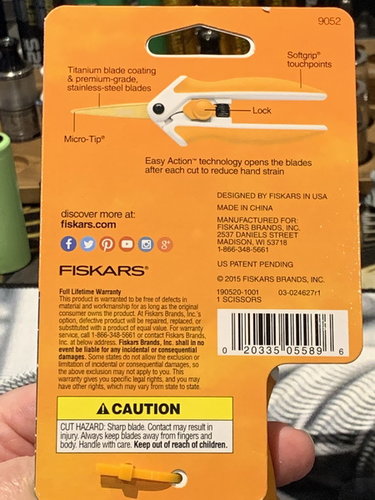 9052
Softgrip®
touchpoints
Titanium blade coating
& premium-grade,
stainless-steel blades
Lock
Micro-Tip®
Easy Action™ technology opens the blades
after each cut to reduce hand strain
DESIGNED BY FISKARS IN USA
MADE IN CHINA
MANUFACTURED FOR:
FISKARS BRANDS, INC.
2537 DANIELS STREET
MADISON, WI 53718
1-866-348-5661
US PATENT PENDING
© 2015 FISKARS BRANDS, INC.
190520-1001 03-024627r1
1 SCISSORS
discover more at:
fiskars.com
FISKARS®
Full Lifetime Warranty
This product is warranted to be free of defects in
material and workmanship for as long as the original
consumer owns the product. At Fiskars Brands, Inc.'s
option, defective product will be repaired, replaced, or
substituted with a product of equal value. For warranty
service, call 1-866-348-5661 or contact Fiskars Brands,
Inc. at below address. Fiskars Brands, Inc. shall in no
event be liable for any incidental or consequential
damages. Some states do not allow the exclusion or
limitation of incidental or consequential damages, so
the above exclusion may not apply to you. This
warranty gives you specific legal rights, and you may
have other rights, which may vary from state to state.
0 20335 05589 6
CAUTION
CUT HAZARD: Sharp blade. Contact may result in
injury. Always keep blades away from fingers and
body. Handle with care. Keep out of reach of children.